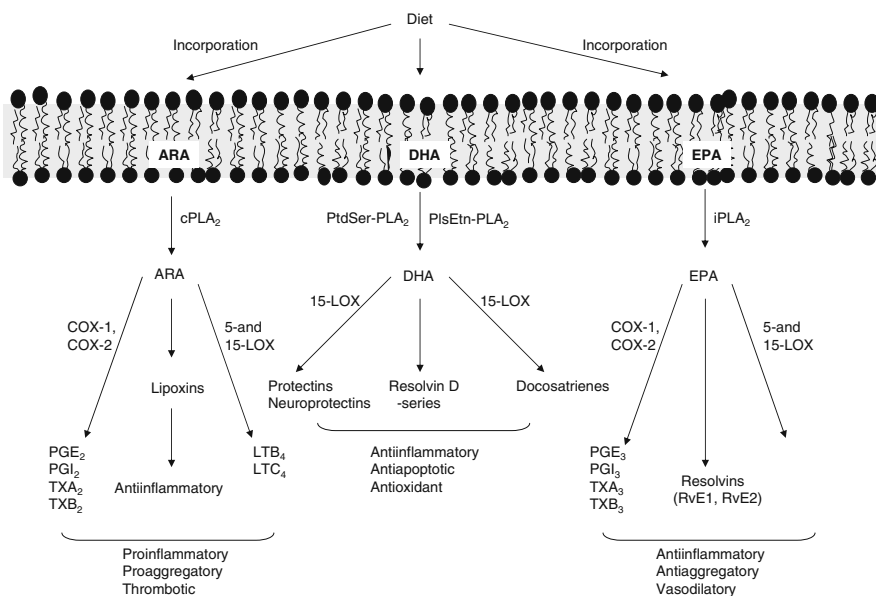 Diet
Incorporation
Incorporation
ARA
DHA
EPA
cPLA₂
PtdSer-PLA₂
PlsEtn-PLA₂
iPLA₂
ARA
DHA
EPA
COX-1,
COX-2
5-and
15-LOX
15-LOX
15-LOX
COX-1,
COX-2
5-and
15-LOX
Lipoxins
Protectins
Neuroprotectins
Resolvin D
-series
Docosatrienes
PGE₂
PGI₂
TXA₂
TXB₂
Antiinflammatory
LTB₄
LTC₄
Antiinflammatory
Antiapoptotic
Antioxidant
PGE₃
PGI₃
TXA₃
TXB₃
Resolvins
(RvE1, RvE2)
Proinflammatory
Proaggregatory
Thrombotic
Antiinflammatory
Antiaggregatory
Vasodilatory